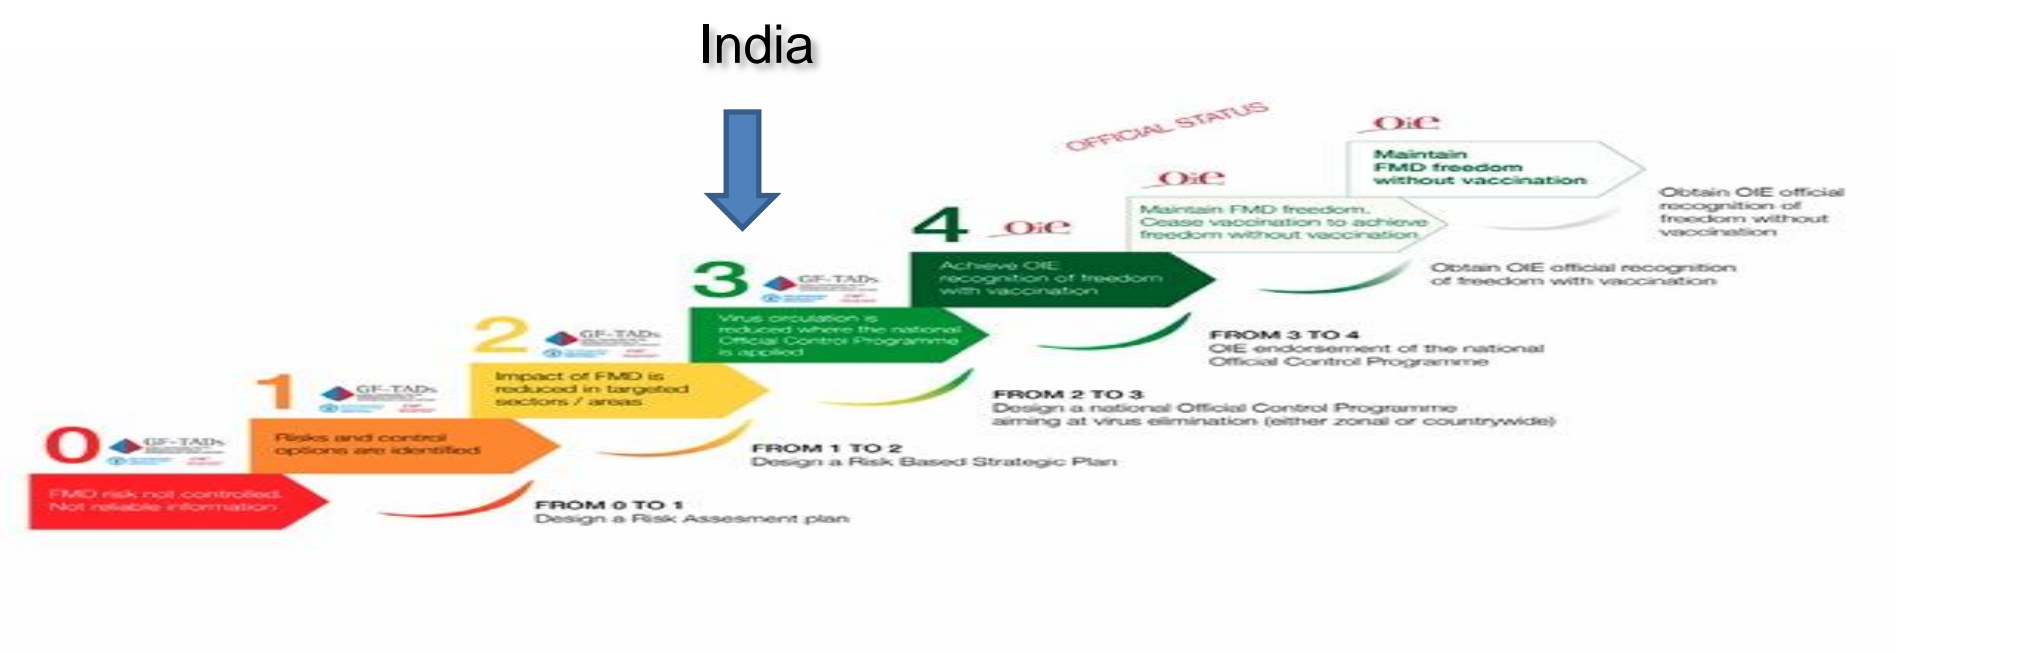 India
OFFICIAL STATUS
OiE
Maintain
FMD freedom
without vaccination
Obtain OIE official
recognition of
freedom without
vaccination
OiE
Maintain FMD freedom.
Cease vaccination to achieve
freedom without vaccination
Obtain OIE official recognition
of freedom with vaccination
4
OiE
Achieve OIE
recognition of freedom
with vaccination
FROM 3 TO 4
OIE endorsement of the national
Official Control Programme
3
GF-TADs
Virus circulation is
reduced where the national
Official Control Programme
is applied
FROM 2 TO 3
Design a national Official Control Programme
aiming at virus elimination (either zonal or countrywide)
2
GF-TADs
Impact of FMD is
reduced in targeted
sectors / areas
FROM 1 TO 2
Design a Risk Based Strategic Plan
1
GF-TADs
Risks and control
options are identified
FROM 0 TO 1
Design a Risk Assesment plan
0
GF-TADs
FMD risk not controlled.
Not reliable information